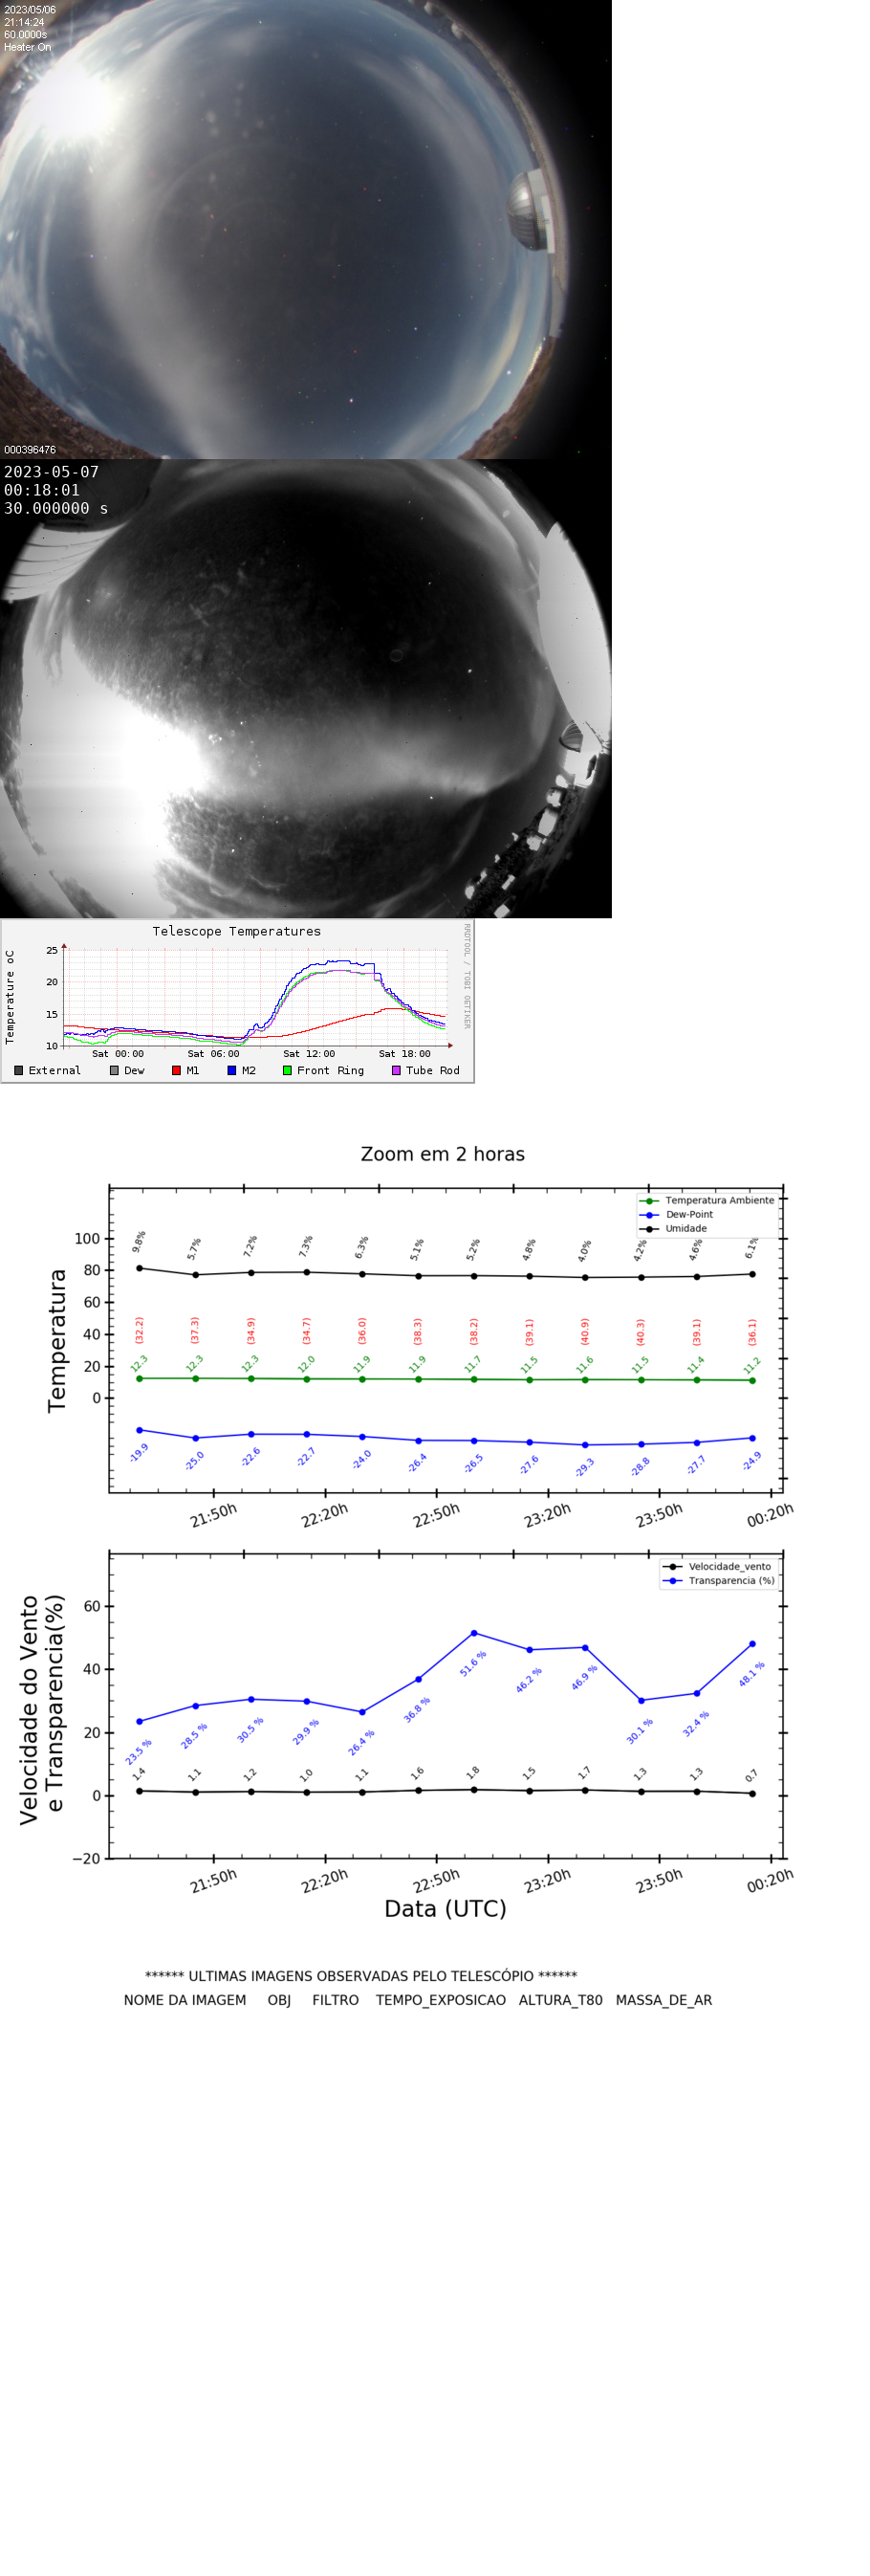 2023/05/06
21:14:24
60.0000s
Heater On
000396476
2023-05-07
00:18:01
30.000000 s
Telescope Temperatures
RRDTOOL / TOBI OETIKER
Temperature oC
25
20
15
10
Sat 00:00 Sat 06:00 Sat 12:00 Sat 18:00
External Dew M1 M2 Front Ring Tube Rod
Zoom em 2 horas
Temperatura Ambiente
Dew-Point
Umidade
Temperatura
100
80
60
40
20
0
9.8% 5.7% 7.2% 7.3% 6.3% 5.1% 5.2% 4.8% 4.0% 4.2% 4.6% 6.1%
(32.2) (37.3) (34.9) (34.7) (36.0) (38.3) (38.2) (39.1) (40.9) (40.3) (39.1) (36.1)
12.3 12.3 12.3 12.0 11.9 11.9 11.7 11.5 11.6 11.5 11.4 11.2
-19.9 -25.0 -22.6 -22.7 -24.0 -26.4 -26.5 -27.6 -29.3 -28.8 -27.7 -24.9
21:50h 22:20h 22:50h 23:20h 23:50h 00:20h
Velocidade_vento
Transparencia (%)
Velocidade do Vento
e Transparencia(%)
60
40
20
0
−20
23.5 % 28.5 % 30.5 % 29.9 % 26.4 % 36.8 % 51.6 % 46.2 % 46.9 % 30.1 % 32.4 % 48.1 %
1.4 1.1 1.2 1.0 1.1 1.6 1.8 1.5 1.7 1.3 1.3 0.7
21:50h 22:20h 22:50h 23:20h 23:50h 00:20h
Data (UTC)
****** ULTIMAS IMAGENS OBSERVADAS PELO TELESCÓPIO ******
NOME DA IMAGEM OBJ FILTRO TEMPO_EXPOSICAO ALTURA_T80 MASSA_DE_AR